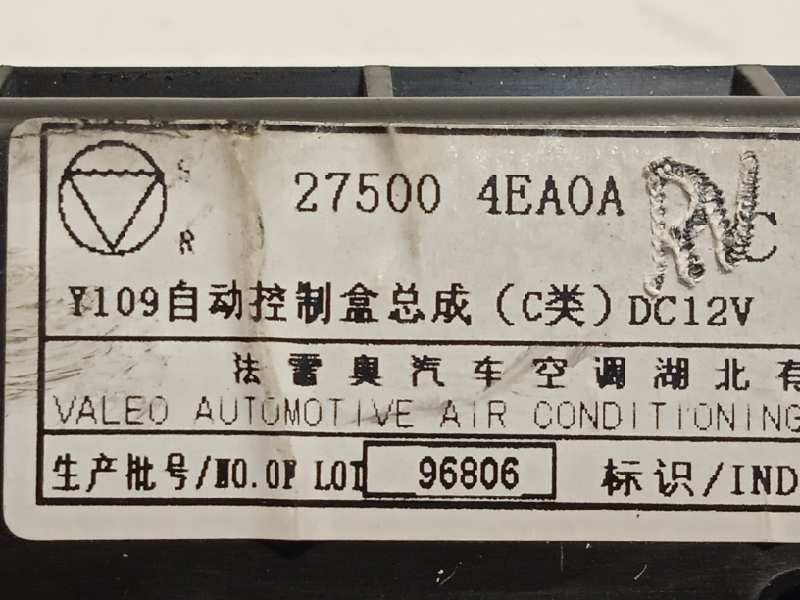 S 27500 4EA0A C
R
Y109自动控制盒总成（C类）DC12V
法雷奥汽车空调湖北有
VALEO AUTOMOTIVE AIR CONDITIONING
生产批号/NO.OF LOT 96806 标识/IND